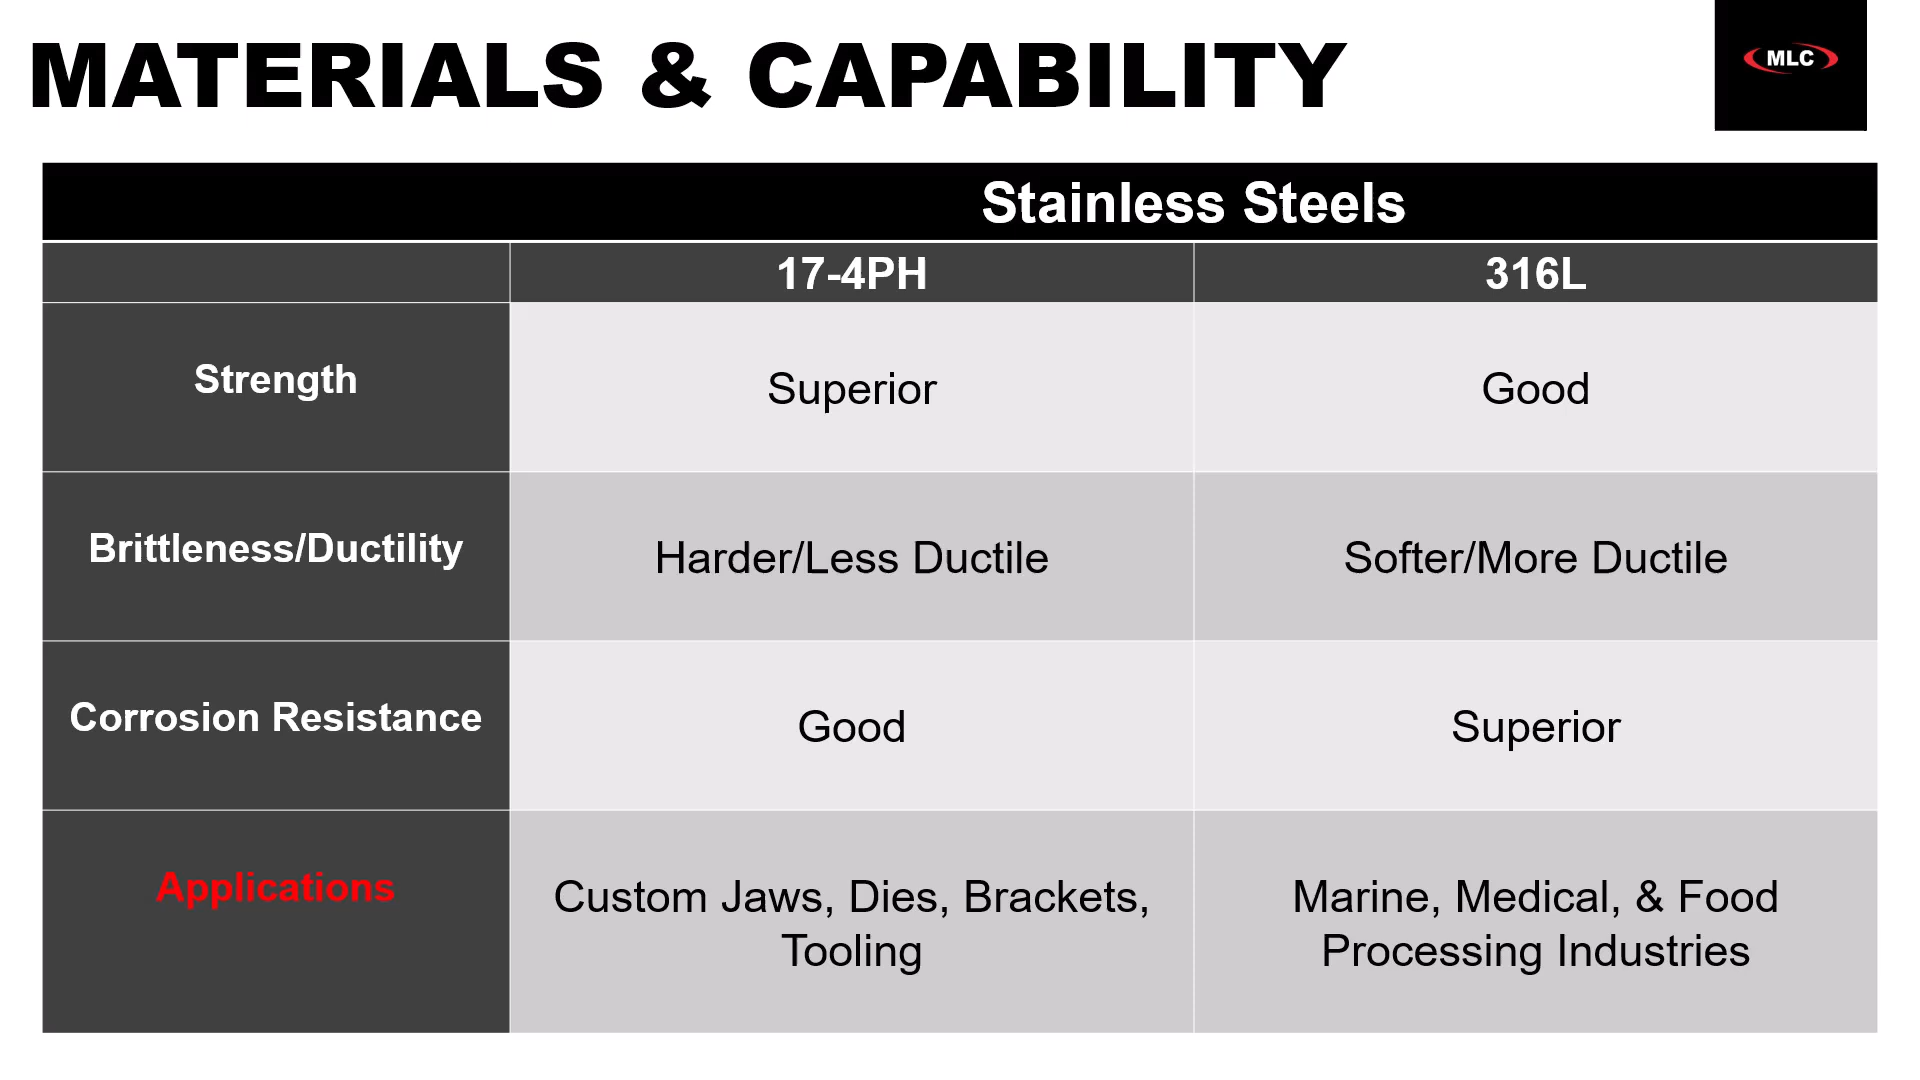 MATERIALS & CAPABILITY
MLC
Stainless Steels
17-4PH
316L
Strength
Superior
Good
Brittleness/Ductility
Harder/Less Ductile
Softer/More Ductile
Corrosion Resistance
Good
Superior
Applications
Custom Jaws, Dies, Brackets,
Tooling
Marine, Medical, & Food
Processing Industries